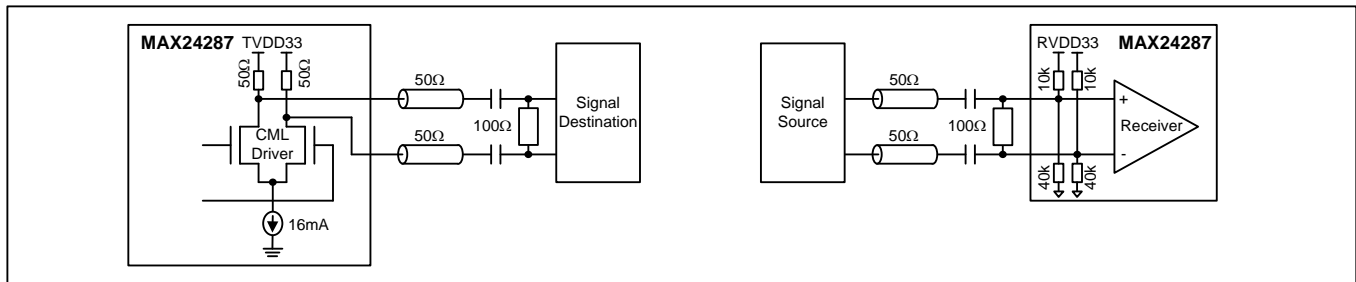 MAX24287 TVDD33
50Ω 50Ω
CML
Driver
16mA
50Ω
50Ω
100Ω
Signal
Destination
Signal
Source
50Ω
50Ω
100Ω
RVDD33 MAX24287
10k 10k
+
Receiver
-
40k 40k